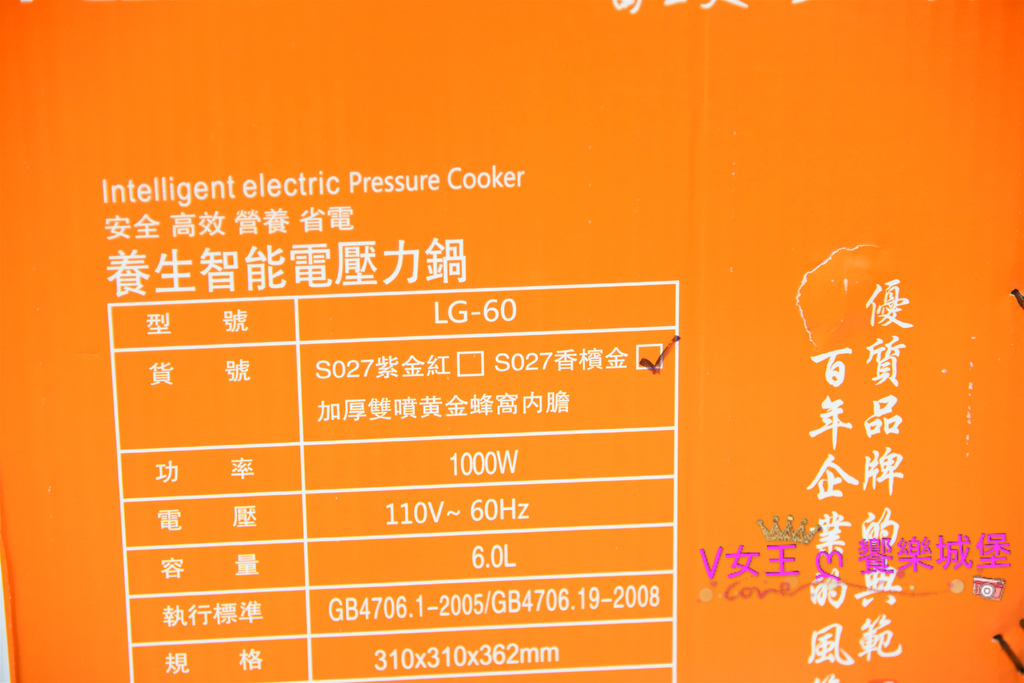 Intelligent electric Pressure Cooker
安全 高效 營養 省電
養生智能電壓力鍋
型 號 LG-60
貨 號 S027紫金紅□ S027香檳金☑
加厚雙噴黄金蜂窩内膽
功 率 1000W
電 壓 110V~ 60Hz
容 量 6.0L
執行標準 GB4706.1-2005/GB4706.19-2008
規 格 310x310x362mm
優質品牌的典範
百年企業的風
V女王 饗樂城堡